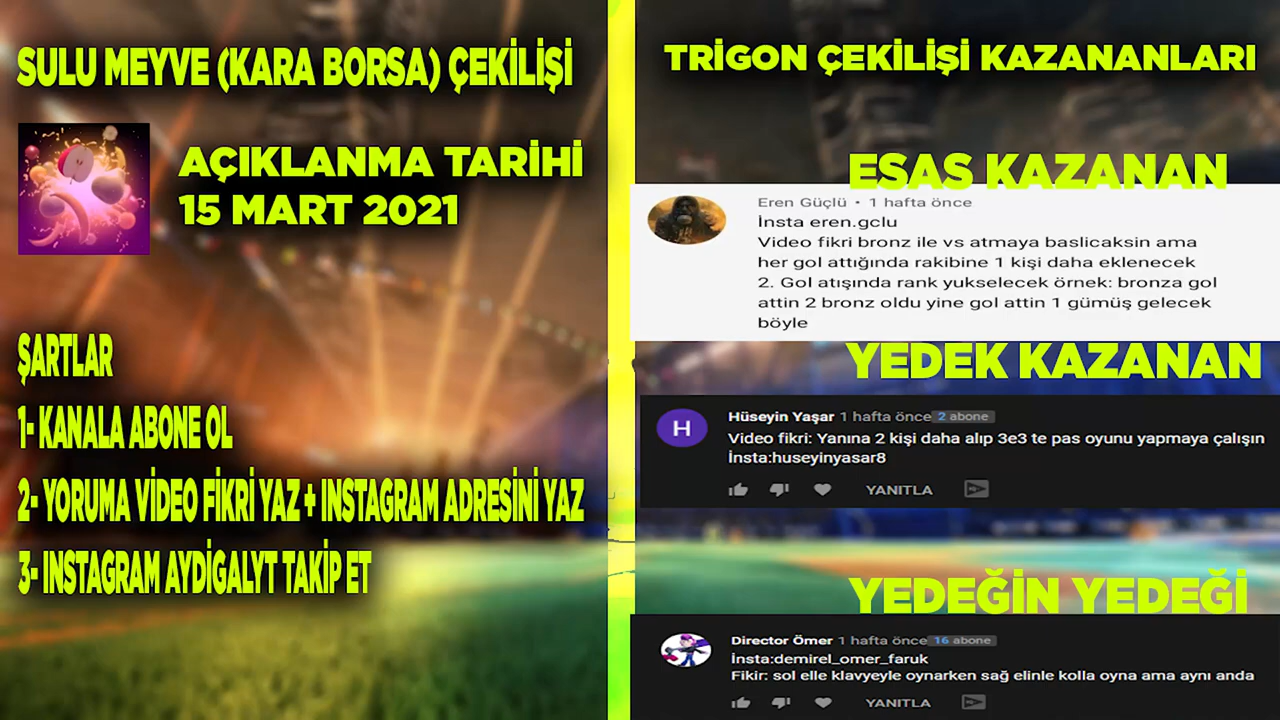 SULU MEYVE (KARA BORSA) ÇEKİLİŞİ
AÇIKLANMA TARİHİ
15 MART 2021
ŞARTLAR
1- KANALA ABONE OL
2- YORUMA VİDEO FİKRİ YAZ + INSTAGRAM ADRESİNİ YAZ
3- INSTAGRAM AYDİGALYT TAKİP ET
TRİGON ÇEKİLİŞİ KAZANANLARI
ESAS KAZANAN
Eren Güçlü • 1 hafta önce
İnsta eren.gclu
Video fikri bronz ile vs atmaya baslicaksin ama
her gol attığında rakibine 1 kişi daha eklenecek
2. Gol atışında rank yukselecek örnek: bronza gol
attin 2 bronz oldu yine gol attin 1 gümüş gelecek
böyle
YEDEK KAZANAN
H
Hüseyin Yaşar 1 hafta önce 2 abone
Video fikri: Yanına 2 kişi daha alıp 3e3 te pas oyunu yapmaya çalışın
İnsta:huseyinyasar8
YANITLA
YEDEĞİN YEDEĞİ
Director Ömer 1 hafta önce 16 abone
İnsta:demirel_omer_faruk
Fikir: sol elle klavyeyle oynarken sağ elinle kolla oyna ama aynı anda
YANITLA